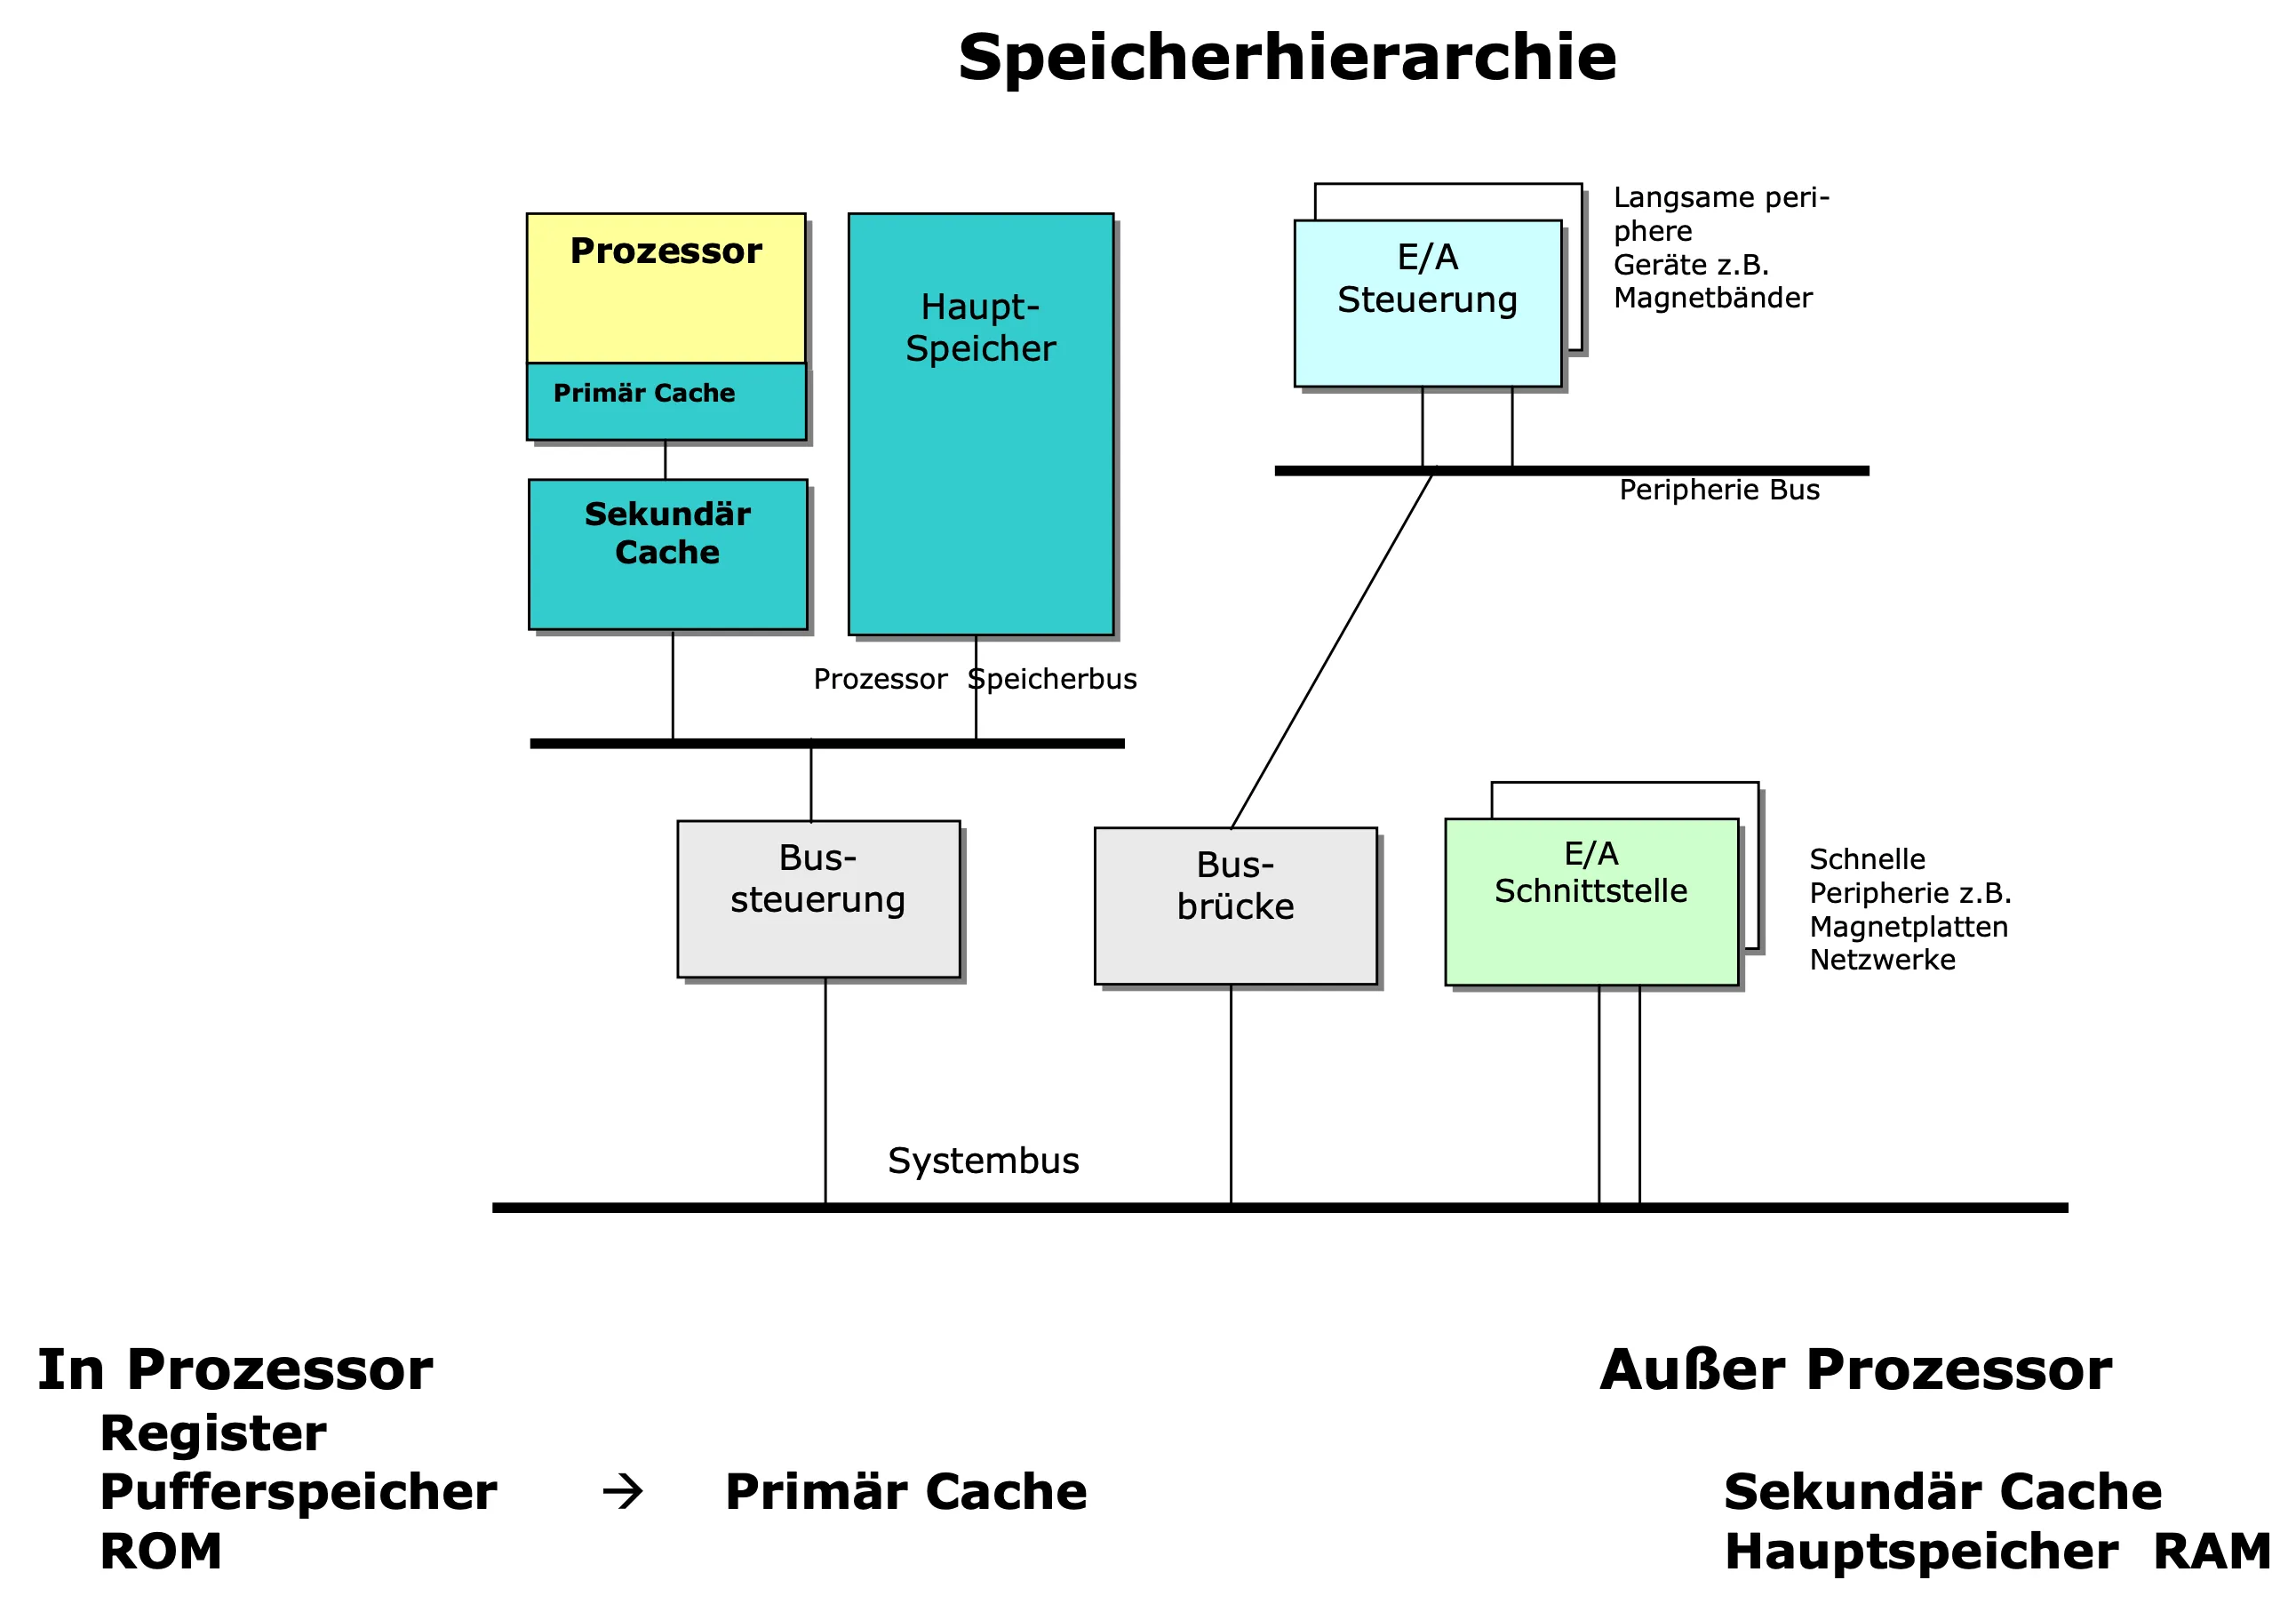 Speicherhierarchie
Prozessor
Primär Cache
Sekundär
Cache
Haupt-
Speicher
E/A
Steuerung
Langsame peri-
phere
Geräte z.B.
Magnetbänder
Peripherie Bus
Prozessor Speicherbus
Bus-
steuerung
Bus-
brücke
E/A
Schnittstelle
Schnelle
Peripherie z.B.
Magnetplatten
Netzwerke
Systembus
In Prozessor
Register
Pufferspeicher → Primär Cache
ROM
Außer Prozessor
Sekundär Cache
Hauptspeicher RAM